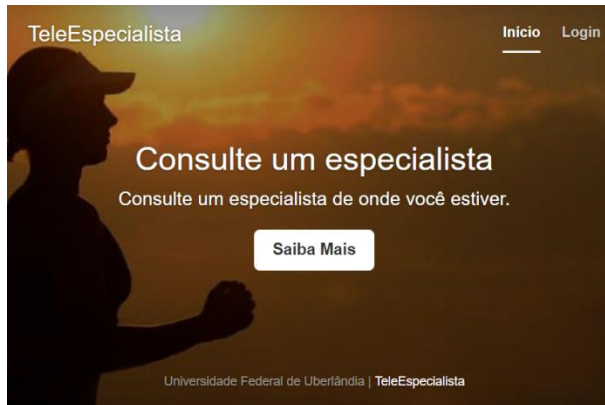 TeleEspecialista
Início Login
Consulte um especialista
Consulte um especialista de onde você estiver.
Saiba Mais
Universidade Federal de Uberlândia | TeleEspecialista